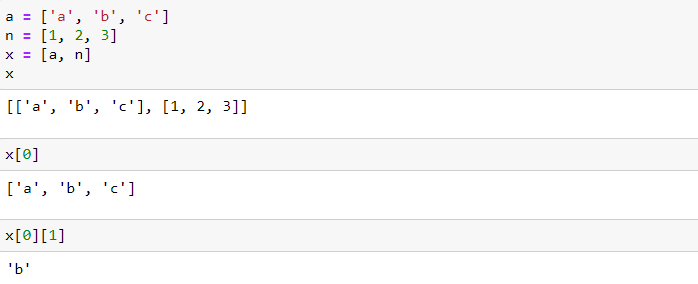 a = ['a', 'b', 'c']
n = [1, 2, 3]
x = [a, n]
x
[['a', 'b', 'c'], [1, 2, 3]]
x[0]
['a', 'b', 'c']
x[0][1]
'b'